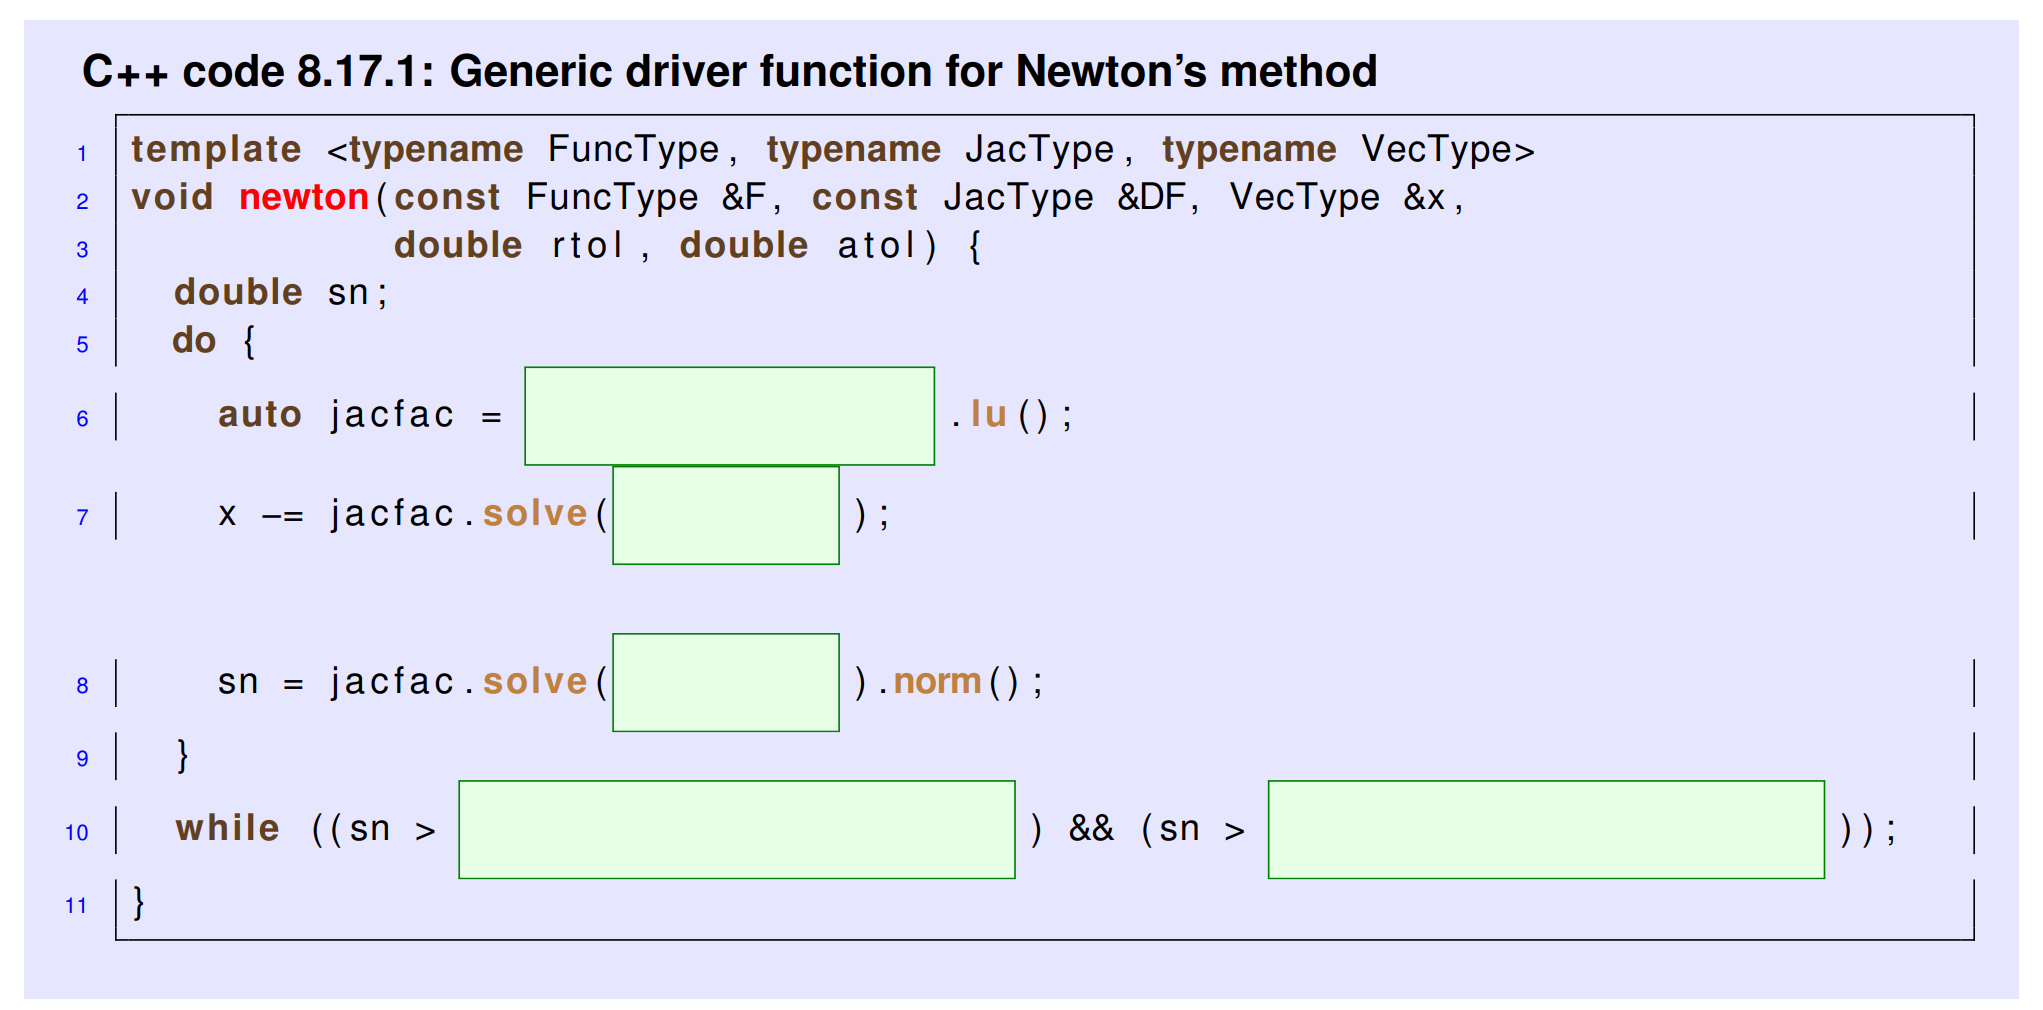 C++ code 8.17.1: Generic driver function for Newton's method
1 template <typename FuncType, typename JacType, typename VecType>
2 void newton(const FuncType &F, const JacType &DF, VecType &x,
3 double rtol, double atol) {
4 double sn;
5 do {
6 auto jacfac = .lu();
7 x −= jacfac.solve( );
8 sn = jacfac.solve( ).norm();
9 }
10 while ((sn > ) && (sn > ));
11 }